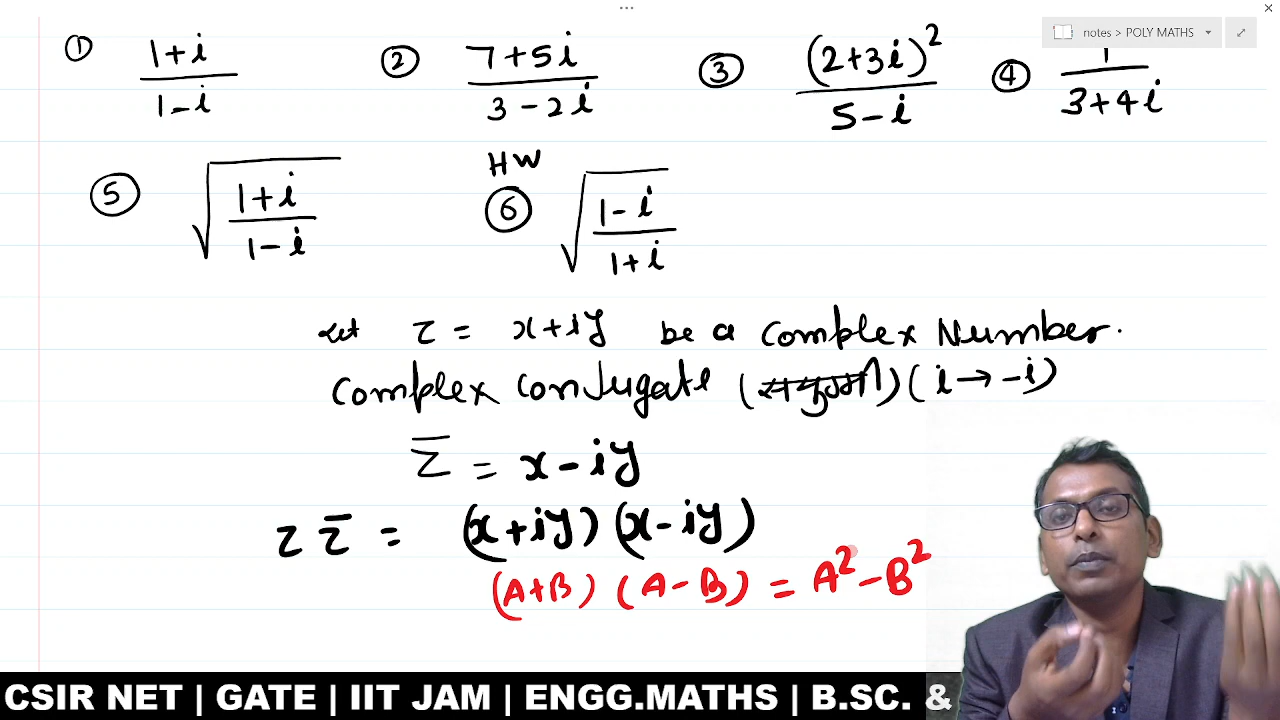 notes > POLY MATHS
① 1+i / 1-i ② 7+5i / 3-2i ③ (2+3i)² / 5-i ④ 1 / 3+4i
HW
⑤ √(1+i / 1-i) ⑥ √(1-i / 1+i)
Let z = x+iy be a complex Number.
Complex Conjugate ( ) (i→-i)
z̅ = x-iy
z z̅ = (x+iy)(x-iy)
(A+B)(A-B) = A²-B²
CSIR NET | GATE | IIT JAM | ENGG.MATHS | B.SC. &